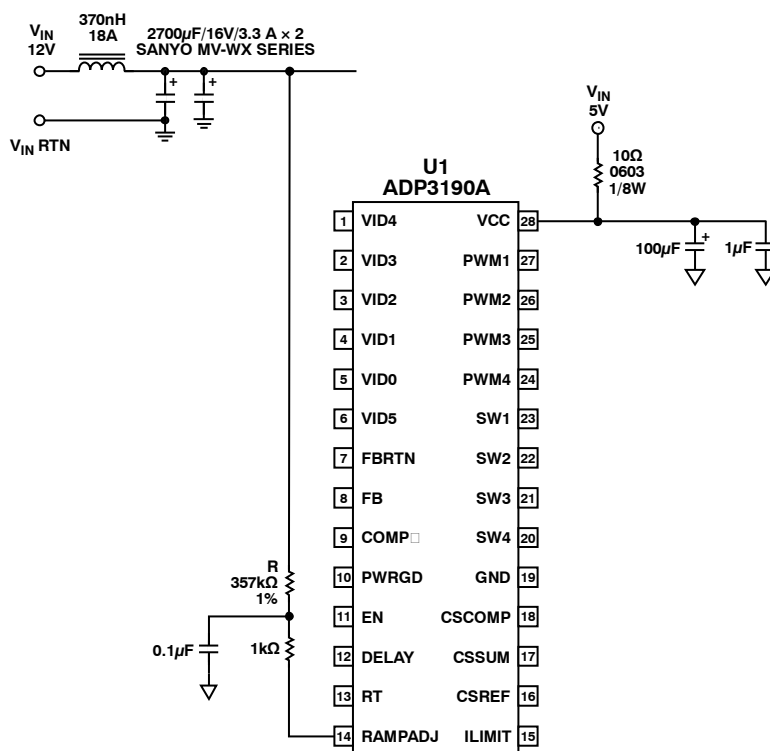 370nH
18A
2700µF/16V/3.3 A × 2
SANYO MV-WX SERIES
VIN
12V
+
+
VIN RTN
VIN
5V
10Ω
0603
1/8W
U1
ADP3190A
1 VID4
2 VID3
3 VID2
4 VID1
5 VID0
6 VID5
7 FBRTN
8 FB
9 COMP□
10 PWRGD
11 EN
12 DELAY
13 RT
14 RAMPADJ
VCC 28
PWM1 27
PWM2 26
PWM3 25
PWM4 24
SW1 23
SW2 22
SW3 21
SW4 20
GND 19
CSCOMP 18
CSSUM 17
CSREF 16
ILIMIT 15
100µF
+
1µF
R
357kΩ
1%
0.1µF
1kΩ